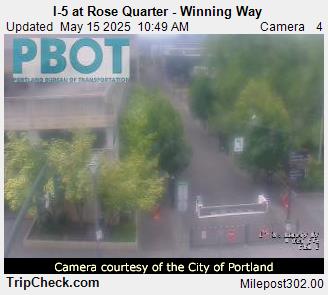 I-5 at Rose Quarter - Winning Way
Updated May 15 2025 10:49 AM Camera 4
PBOT
PORTLAND BUREAU OF TRANSPORTATION
Camera courtesy of the City of Portland
TripCheck.com Milepost302.00